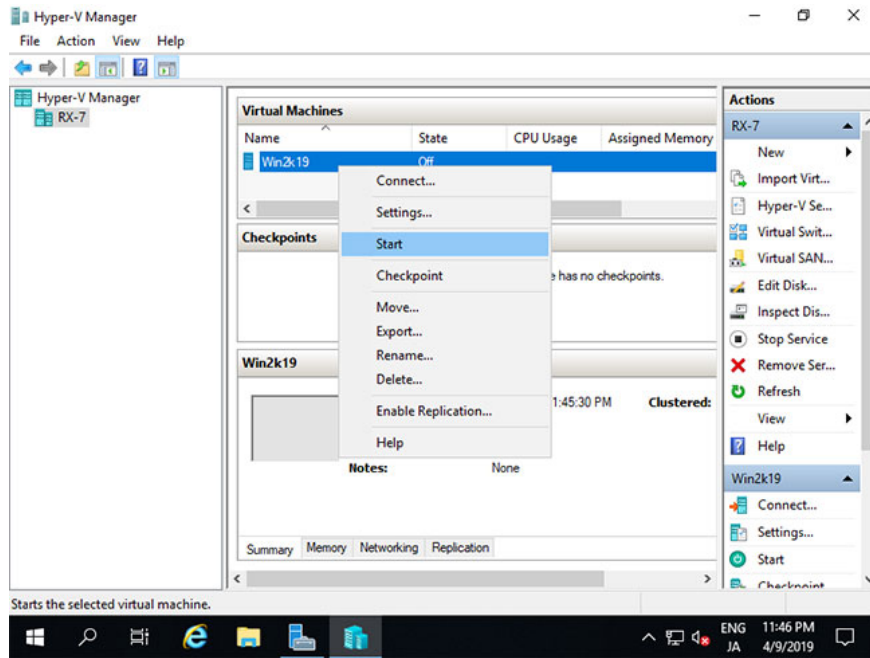 Hyper-V Manager
File Action View Help
Hyper-V Manager
RX-7
Virtual Machines
Name State CPU Usage Assigned Memory
Win2k19 Off
Connect...
Settings...
Start
Checkpoint
Move...
Export...
Rename...
Delete...
Enable Replication...
Help
Checkpoints
has no checkpoints.
Win2k19
1:45:30 PM Clustered:
Notes: None
Summary Memory Networking Replication
Actions
RX-7
New
Import Virt...
Hyper-V Se...
Virtual Swit...
Virtual SAN...
Edit Disk...
Inspect Dis...
Stop Service
Remove Ser...
Refresh
View
Help
Win2k19
Connect...
Settings...
Start
Checkpoint
Starts the selected virtual machine.
ENG 11:46 PM
JA 4/9/2019